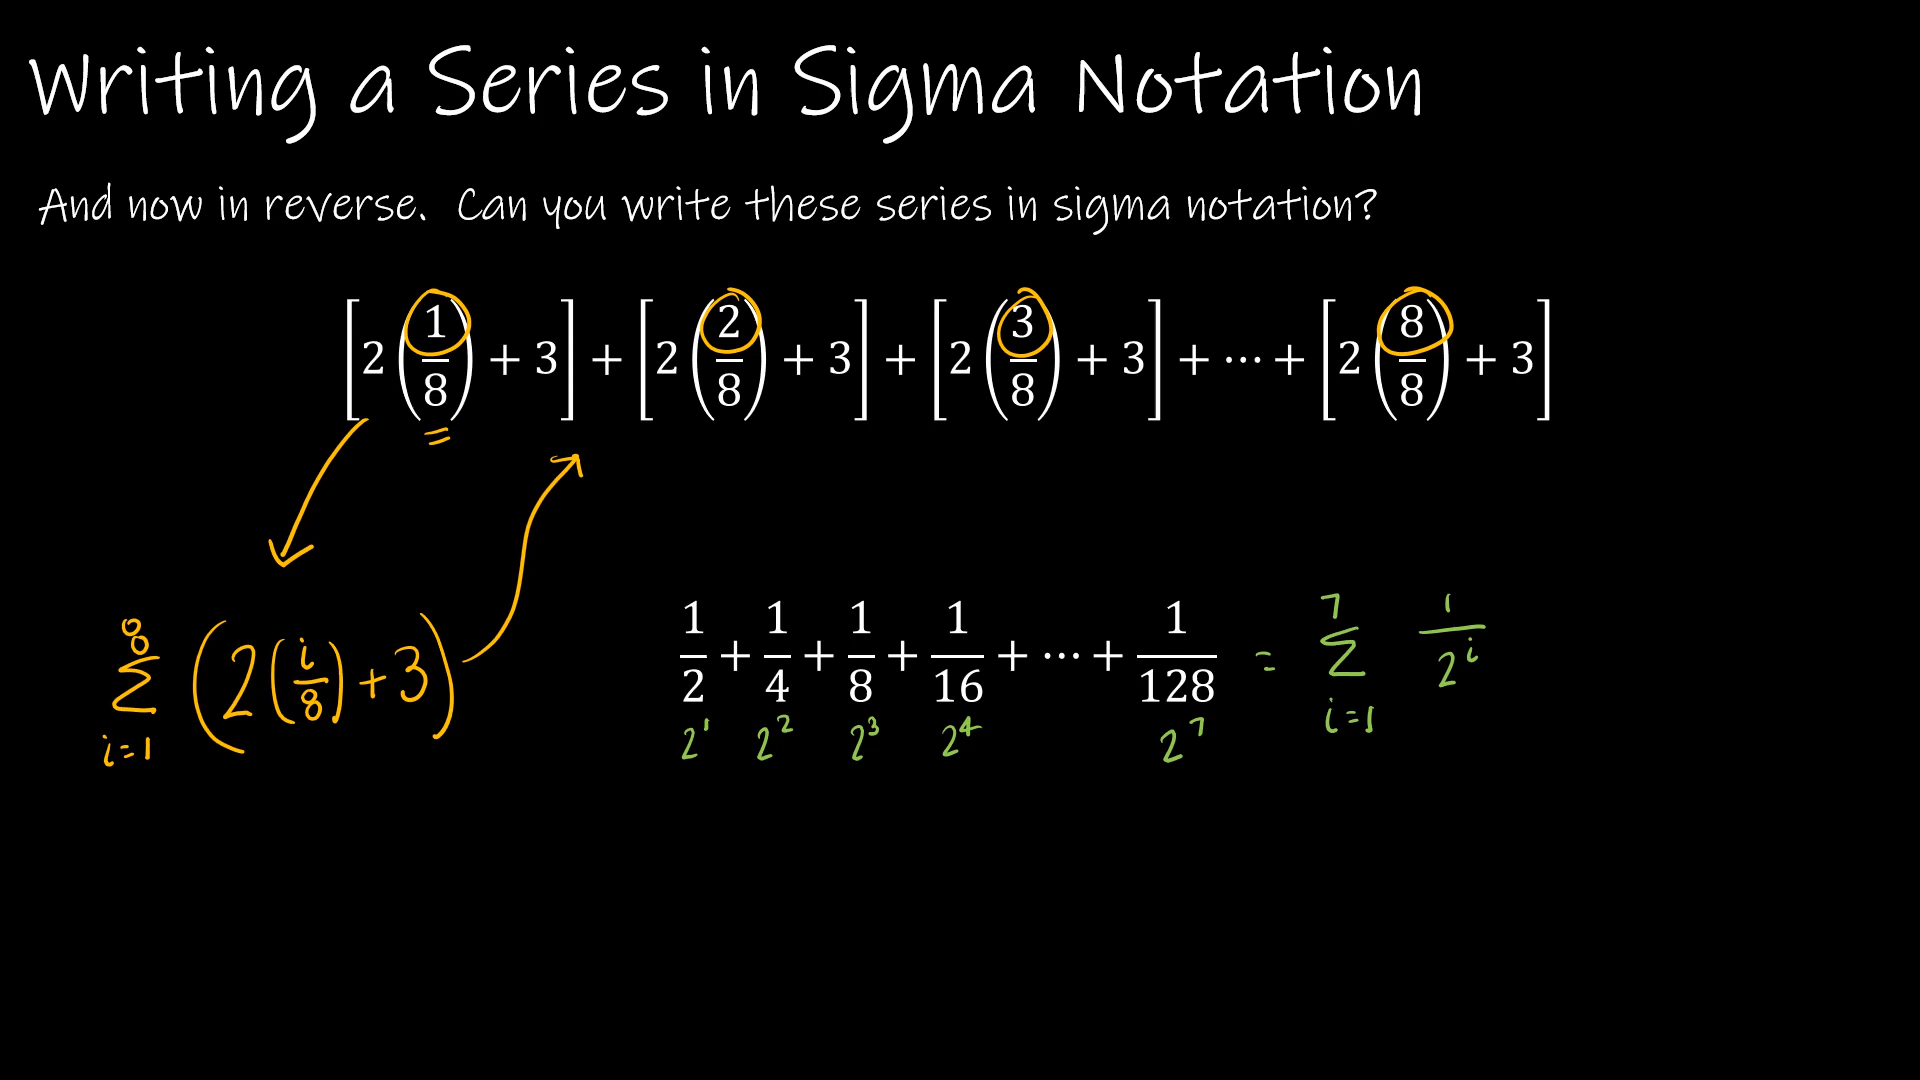 Writing a Series in Sigma Notation
And now in reverse. Can you write these series in sigma notation?
[2(1/8) + 3] + [2(2/8) + 3] + [2(3/8) + 3] + ⋯ + [2(8/8) + 3]
=
8
∑ (2(i/8) + 3)
i=1
1/2 + 1/4 + 1/8 + 1/16 + ⋯ + 1/128 = 7 ∑ i=1 1/2^i
2^1 2^2 2^3 2^4 2^7